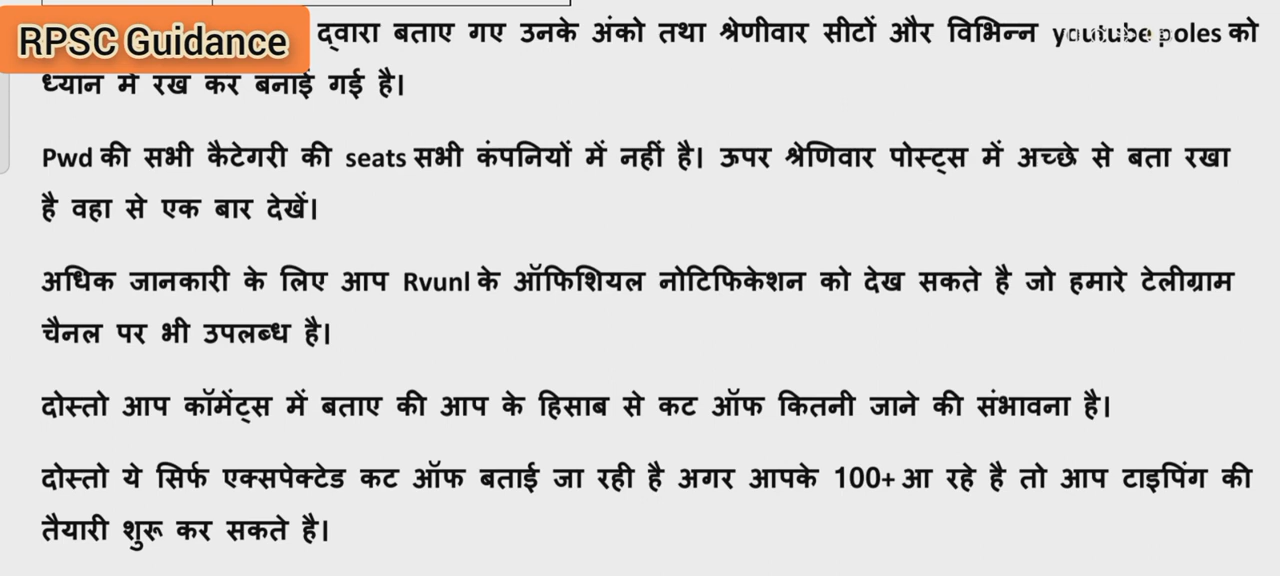 RPSC Guidance द्वारा बताए गए उनके अंको तथा श्रेणीवार सीटों और विभिन्न youtube poles को
ध्यान में रख कर बनाई गई है।
Pwd की सभी कैटेगरी की seats सभी कंपनियों में नहीं है। ऊपर श्रेणिवार पोस्ट्स में अच्छे से बता रखा
है वहा से एक बार देखें।
अधिक जानकारी के लिए आप Rvunl के ऑफिशियल नोटिफिकेशन को देख सकते है जो हमारे टेलीग्राम
चैनल पर भी उपलब्ध है।
दोस्तो आप कॉमेंट्स में बताए की आप के हिसाब से कट ऑफ कितनी जाने की संभावना है।
दोस्तो ये सिर्फ एक्सपेक्टेड कट ऑफ बताई जा रही है अगर आपके 100+ आ रहे है तो आप टाइपिंग की
तैयारी शुरू कर सकते है।